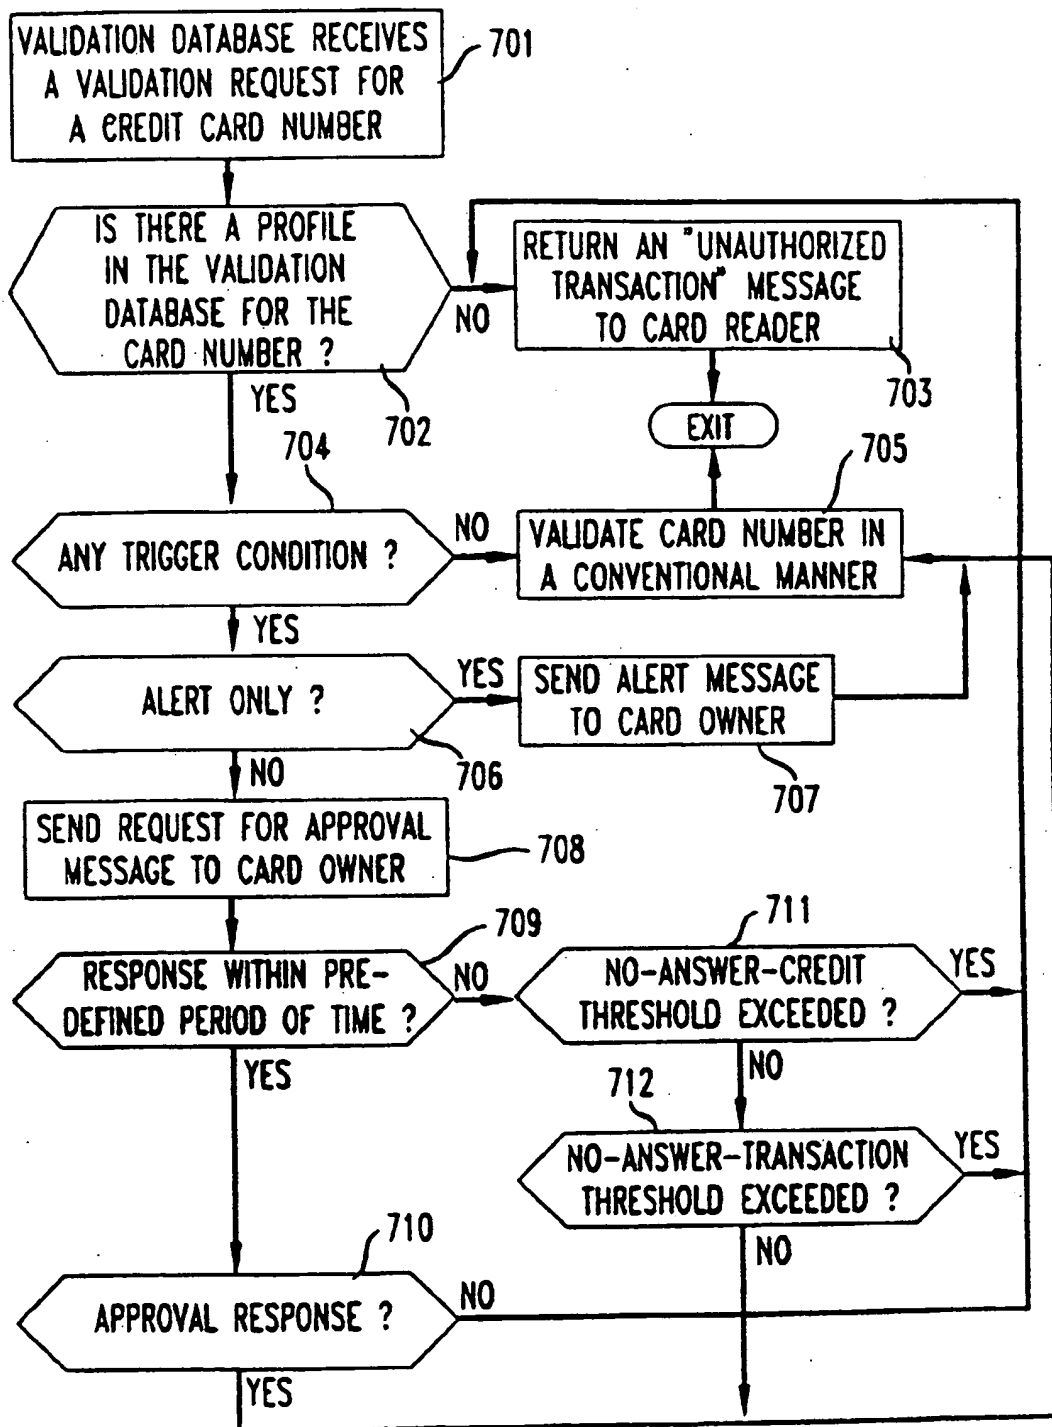 VALIDATION DATABASE RECEIVES
A VALIDATION REQUEST FOR
A CREDIT CARD NUMBER
701
IS THERE A PROFILE
IN THE VALIDATION
DATABASE FOR THE
CARD NUMBER ?
702
NO
YES
RETURN AN "UNAUTHORIZED
TRANSACTION" MESSAGE
TO CARD READER
703
EXIT
704
ANY TRIGGER CONDITION ?
NO
YES
705
VALIDATE CARD NUMBER IN
A CONVENTIONAL MANNER
ALERT ONLY ?
706
YES
NO
SEND ALERT MESSAGE
TO CARD OWNER
707
SEND REQUEST FOR APPROVAL
MESSAGE TO CARD OWNER
708
709
RESPONSE WITHIN PRE-
DEFINED PERIOD OF TIME ?
NO
YES
711
NO-ANSWER-CREDIT
THRESHOLD EXCEEDED ?
YES
NO
712
NO-ANSWER-TRANSACTION
THRESHOLD EXCEEDED ?
YES
NO
710
APPROVAL RESPONSE ?
NO
YES